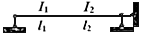 I₁ I₂
l₁ l₂